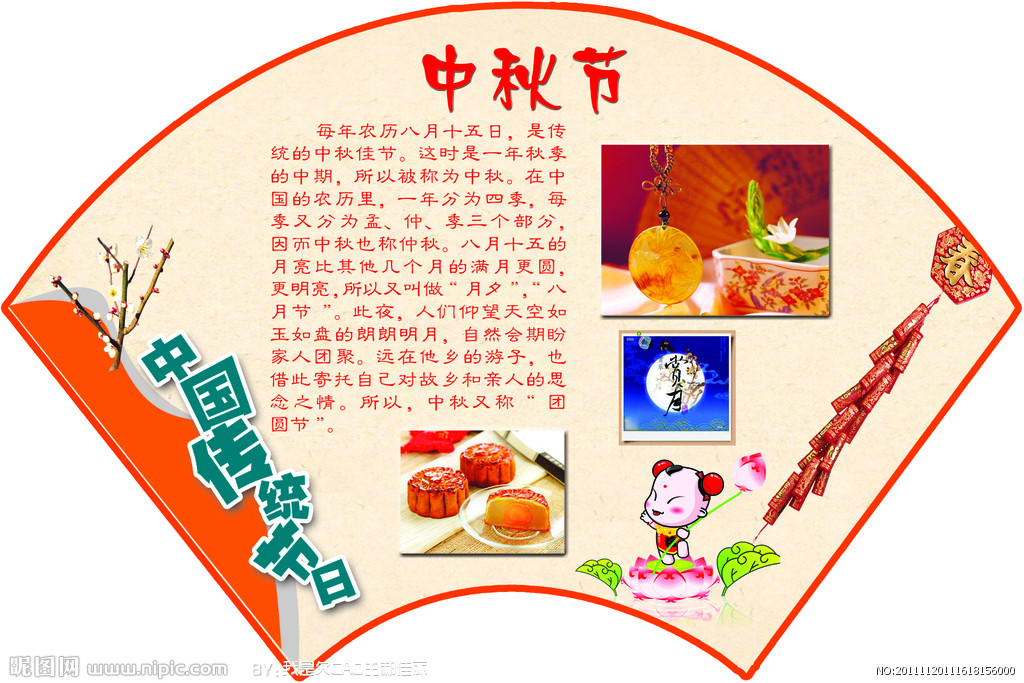 中秋节
每年农历八月十五日，是传
统的中秋佳节。这时是一年秋季
的中期，所以被称为中秋。在中
国的农历里，一年分为四季，每
季又分为孟、仲、季三个部分，
因而中秋也称仲秋。八月十五的
月亮比其他几个月的满月更圆，
更明亮，所以又叫做“月夕”，“八
月节”。此夜，人们仰望天空如
玉如盘的朗朗明月，自然会期盼
家人团聚。远在他乡的游子，也
借此寄托自己对故乡和亲人的思
念之情。所以，中秋又称“团
圆节”。
中国传统节日
赏月
春
昵图网 www.nipic.com
BY:
NO:20111120111618156000